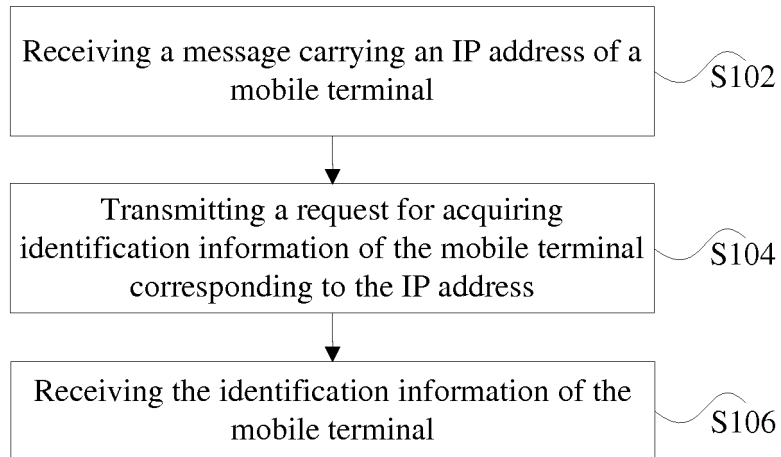 Receiving a message carrying an IP address of a
mobile terminal
S102
Transmitting a request for acquiring
identification information of the mobile terminal
corresponding to the IP address
S104
Receiving the identification information of the
mobile terminal
S106